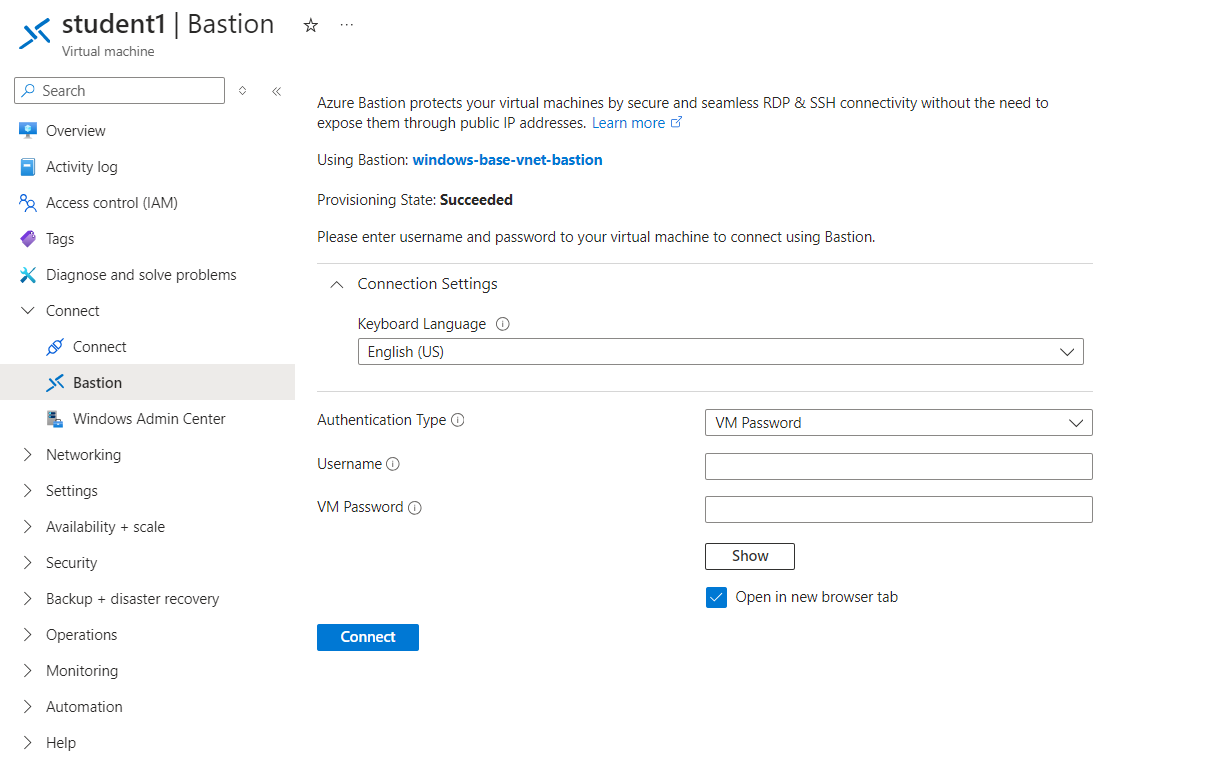 student1 | Bastion
Virtual machine
Search
Overview
Activity log
Access control (IAM)
Tags
Diagnose and solve problems
Connect
Connect
Bastion
Windows Admin Center
Networking
Settings
Availability + scale
Security
Backup + disaster recovery
Operations
Monitoring
Automation
Help
Azure Bastion protects your virtual machines by secure and seamless RDP & SSH connectivity without the need to
expose them through public IP addresses. Learn more
Using Bastion: windows-base-vnet-bastion
Provisioning State: Succeeded
Please enter username and password to your virtual machine to connect using Bastion.
Connection Settings
Keyboard Language
English (US)
Authentication Type
VM Password
Username
VM Password
Show
Open in new browser tab
Connect